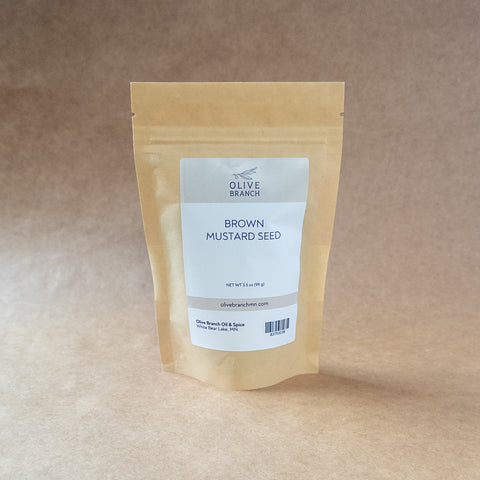 OLIVE
BRANCH
BROWN
MUSTARD SEED
NET WT 3.5 oz (99 g)
olivebranchmn.com
Olive Branch Oil & Spice
White Bear Lake, MN